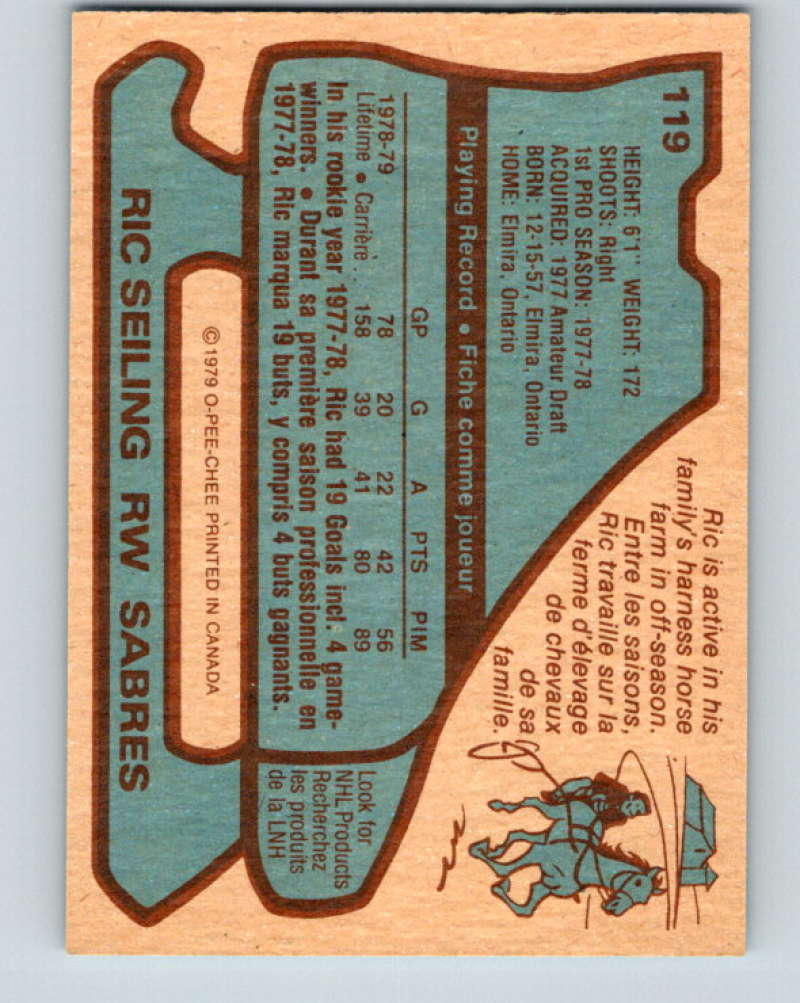 119
HEIGHT: 6'1" WEIGHT: 172
SHOOTS: Right
1st PRO SEASON: 1977-78
ACQUIRED: 1977 Amateur Draft
BORN: 12-15-57, Elmira, Ontario
HOME: Elmira, Ontario
Ric is active in his
family's harness horse
farm in off-season.
Entre les saisons,
Ric travaille sur la
ferme d'élevage
de chevaux
de sa
famille.
Playing Record • Fiche comme joueur
GP G A PTS PIM
1978-79 78 20 22 42 56
Lifetime • Carrière.. 158 39 41 80 89
In his rookie year 1977-78, Ric had 19 Goals incl. 4 game-
winners. • Durant sa première saison professionnelle en
1977-78, Ric marqua 19 buts, y compris 4 buts gagnants.
Look for
NHL Products
Recherchez
les produits
de la LNH
©1979 O-PEE-CHEE PRINTED IN CANADA
RIC SEILING RW SABRES